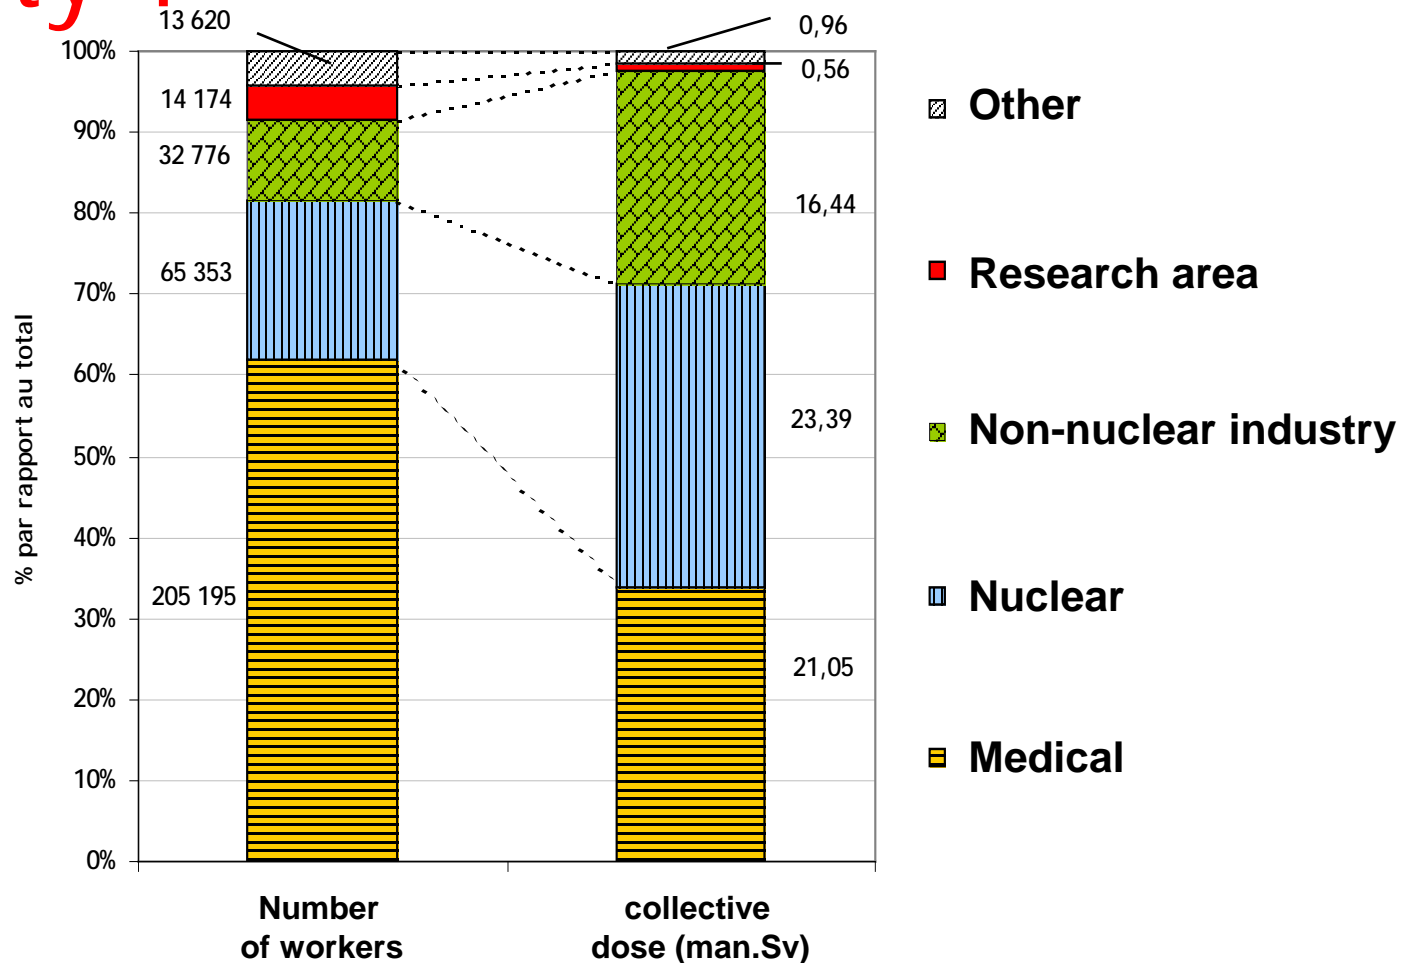 13 620
0,96
100%
0,56
Other
14 174
90%
32 776
80%
16,44
65 353
Research area
70%
% par rapport au total
60%
23,39
Non-nuclear industry
50%
40%
205 195
Nuclear
30%
21,05
20%
Medical
10%
0%
Number
of workers
collective
dose (man.Sv)